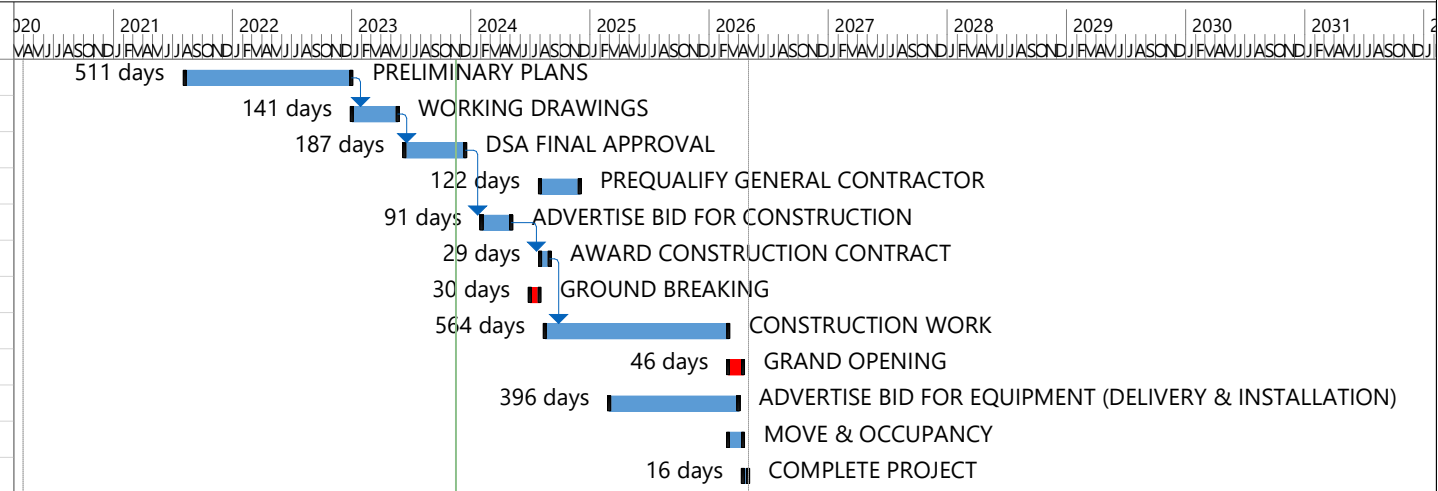 020 2021 2022 2023 2024 2025 2026 2027 2028 2029 2030 2031
MAMJJASONDJFMAMJJASONDJFMAMJJASONDJFMAMJJASONDJFMAMJJASONDJFMAMJJASONDJFMAMJJASONDJFMAMJJASONDJFMAMJJASONDJFMAMJJASONDJFMAMJJASONDJFMAMJJASONDJ
511 days PRELIMINARY PLANS
141 days WORKING DRAWINGS
187 days DSA FINAL APPROVAL
122 days PREQUALIFY GENERAL CONTRACTOR
91 days ADVERTISE BID FOR CONSTRUCTION
29 days AWARD CONSTRUCTION CONTRACT
30 days GROUND BREAKING
564 days CONSTRUCTION WORK
46 days GRAND OPENING
396 days ADVERTISE BID FOR EQUIPMENT (DELIVERY & INSTALLATION)
MOVE & OCCUPANCY
16 days COMPLETE PROJECT